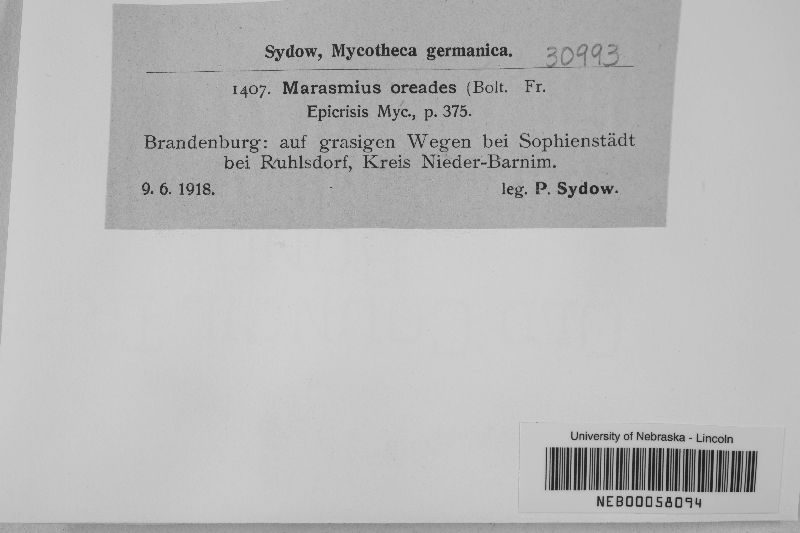 Sydow, Mycotheca germanica. 30993
1407. Marasmius oreades (Bolt. Fr.
Epicrisis Myc., p. 375.
Brandenburg: auf grasigen Wegen bei Sophienstädt
bei Ruhlsdorf, Kreis Nieder-Barnim.
9. 6. 1918. leg. P. Sydow.
University of Nebraska - Lincoln
NEB00058094